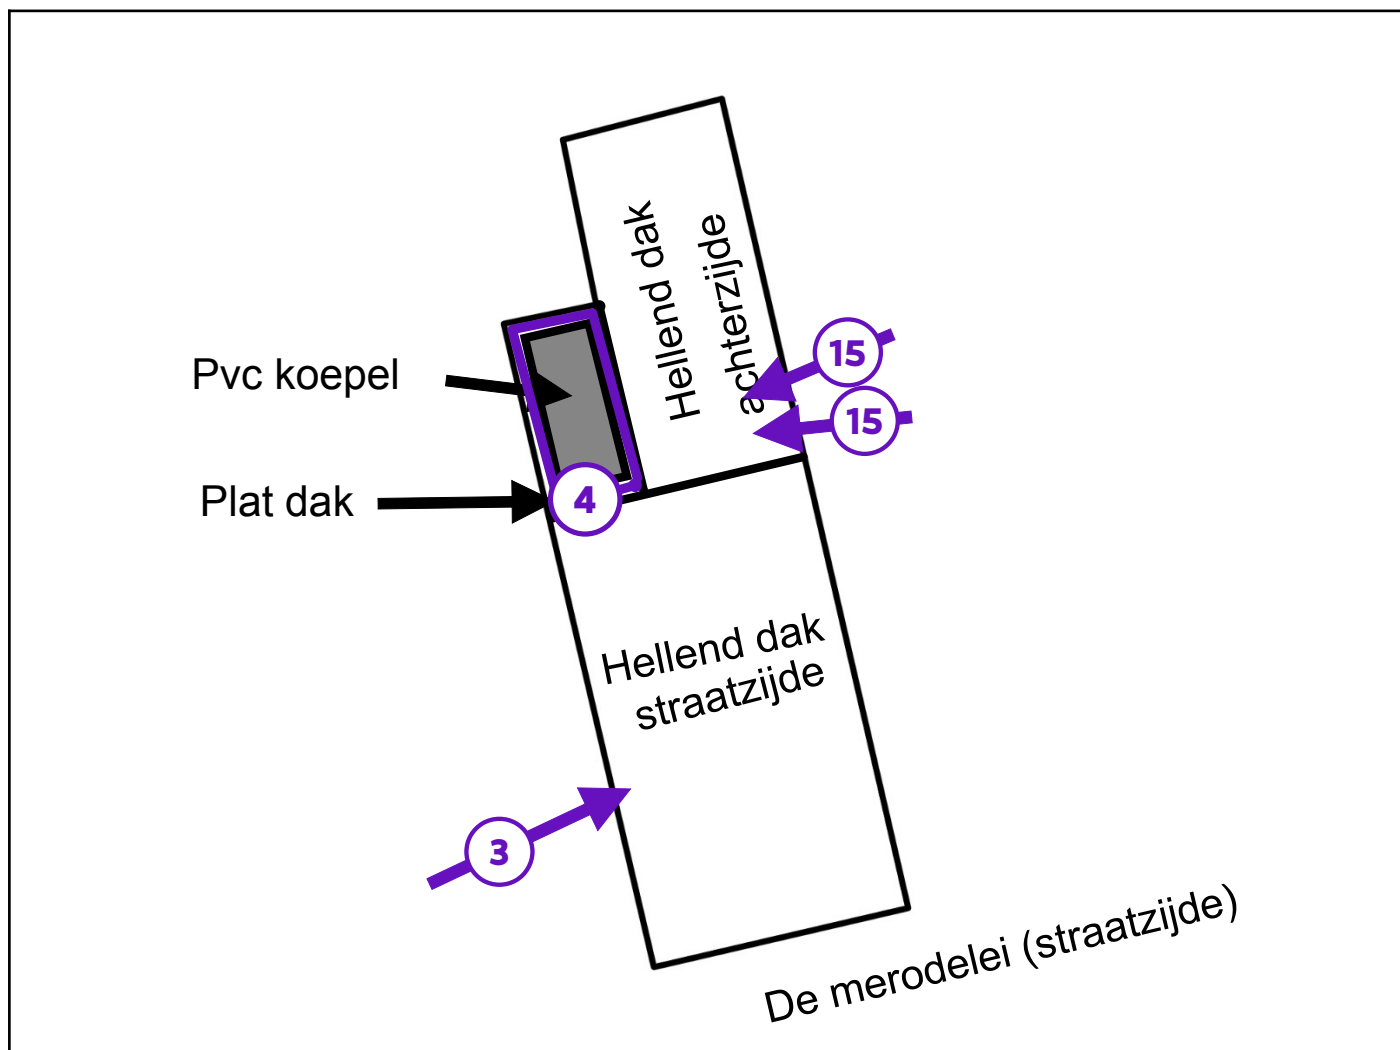 Hellend dak
achterzijde
15
15
Pvc koepel
Plat dak
4
Hellend dak
straatzijde
3
De merodelei (straatzijde)